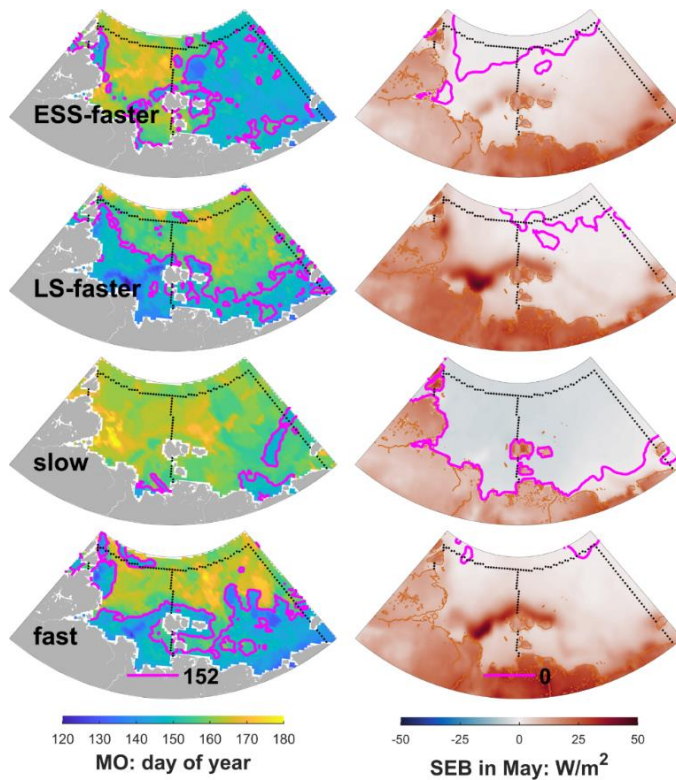 ESS-faster
LS-faster
slow
fast
152
0
120 130 140 150 160 170 180
MO: day of year
-50 -25 0 25 50
SEB in May: W/m²